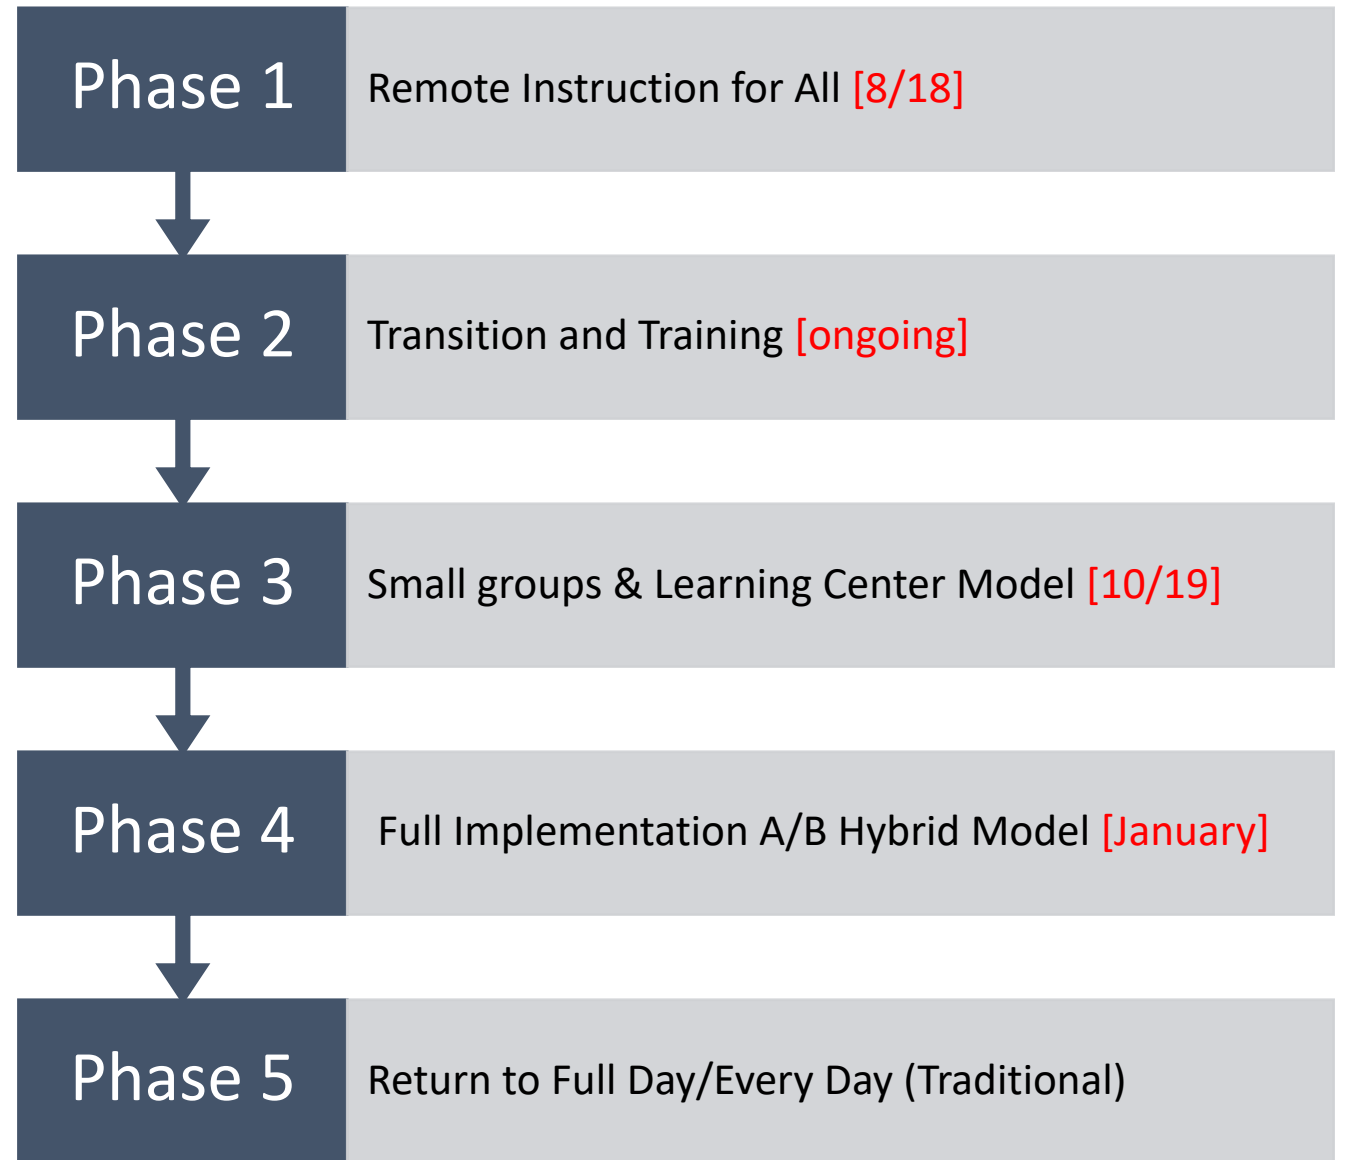 Phase 1
Remote Instruction for All [8/18]
Phase 2
Transition and Training [ongoing]
Phase 3
Small groups & Learning Center Model [10/19]
Phase 4
Full Implementation A/B Hybrid Model [January]
Phase 5
Return to Full Day/Every Day (Traditional)